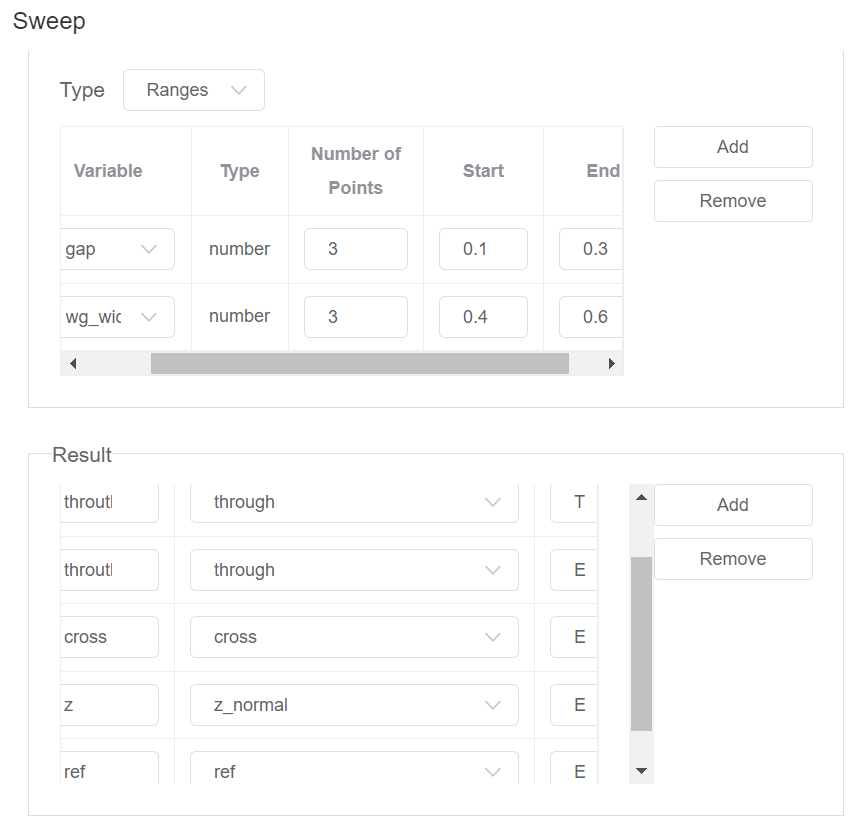 Sweep
Type Ranges
Variable Type Number of Points Start End
Add
Remove
gap number 3 0.1 0.3
wg_wic number 3 0.4 0.6
Result
throutl through T
Add
throutl through E
Remove
cross cross E
z z_normal E
ref ref E